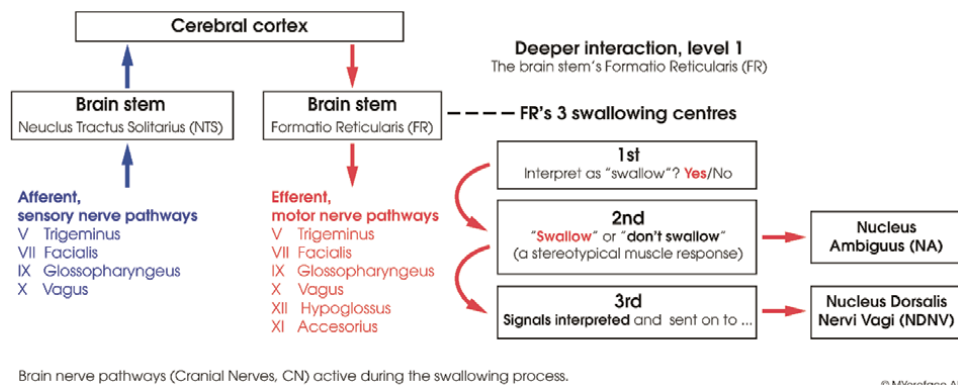 Cerebral cortex
Deeper interaction, level 1
The brain stem's Formatio Reticularis (FR)
Brain stem
Neuclus Tractus Solitarius (NTS)
Brain stem
Formatio Reticularis (FR)
FR's 3 swallowing centres
1st
Interpret as "swallow"? Yes/No
Afferent,
sensory nerve pathways
V Trigeminus
VII Facialis
IX Glossopharyngeus
X Vagus
Efferent,
motor nerve pathways
V Trigeminus
VII Facialis
IX Glossopharyngeus
X Vagus
XII Hypoglossus
XI Accesorius
2nd
"Swallow" or "don't swallow"
(a stereotypical muscle response)
Nucleus
Ambiguus (NA)
3rd
Signals interpreted and sent on to ...
Nucleus Dorsalis
Nervi Vagi (NDNV)
Brain nerve pathways (Cranial Nerves, CN) active during the swallowing process.